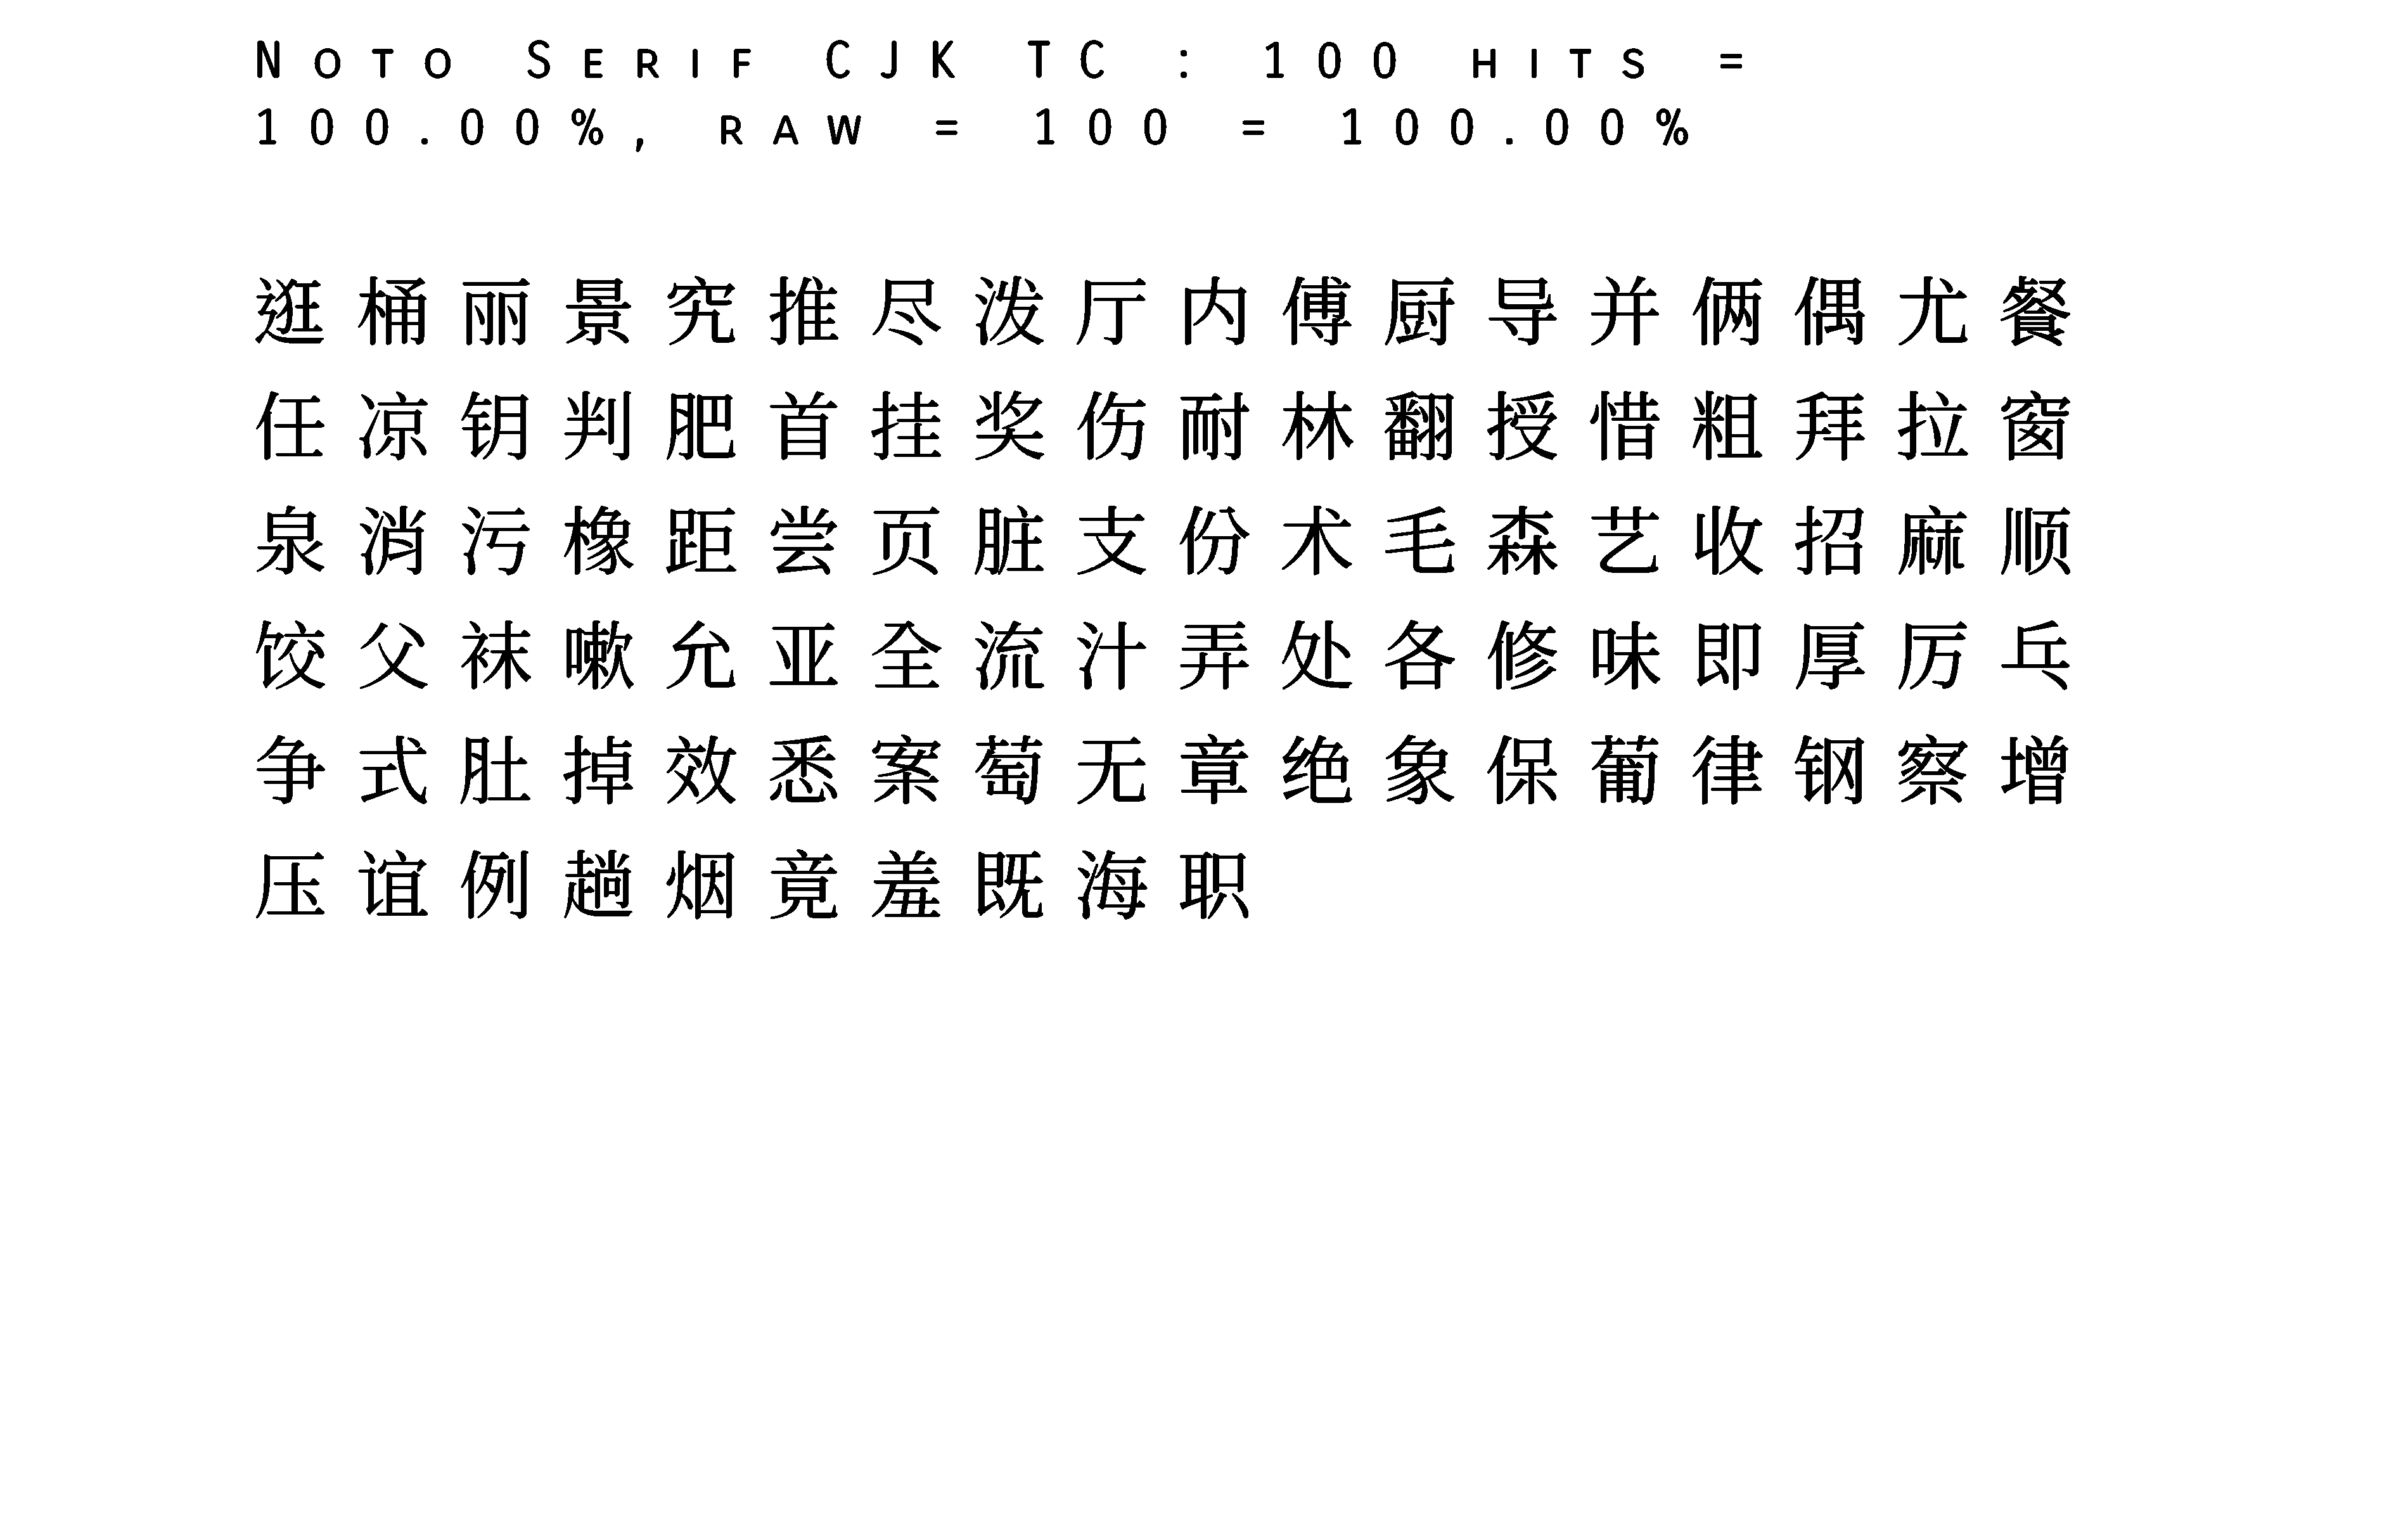 Noto Serif CJK TC : 100 hits =
100.00%, raw = 100 = 100.00%
逛桶丽景究推尽泼厅内傅厨导并俩偶尤餐
任凉钥判肥首挂奖伤耐林翻授惜粗拜拉窗
泉消污橡距尝页脏支份术毛森艺收招麻顺
饺父袜嗽允亚全流汁弄处各修味即厚厉乓
争式肚掉效悉案萄无章绝象保葡律钢察增
压谊例趟烟竟羞既海职